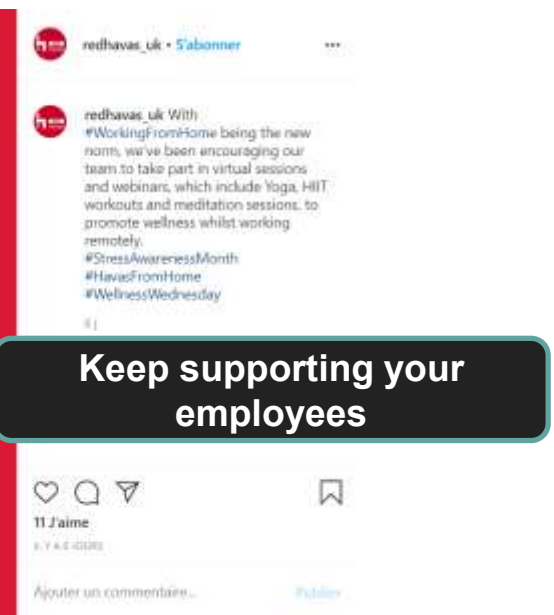 redhavas_uk • S'abonner
redhavas_uk With
#WorkingFromHome being the new
norm, we've been encouraging our
team to take part in virtual sessions
and webinars, which include Yoga, HIIT
workouts and meditation sessions, to
promote wellness whilst working
remotely.
#StressAwarenessMonth
#HavasFromHome
#WellnessWednesday
Keep supporting your
employees
11 J'aime
Ajouter un commentaire...
Publier